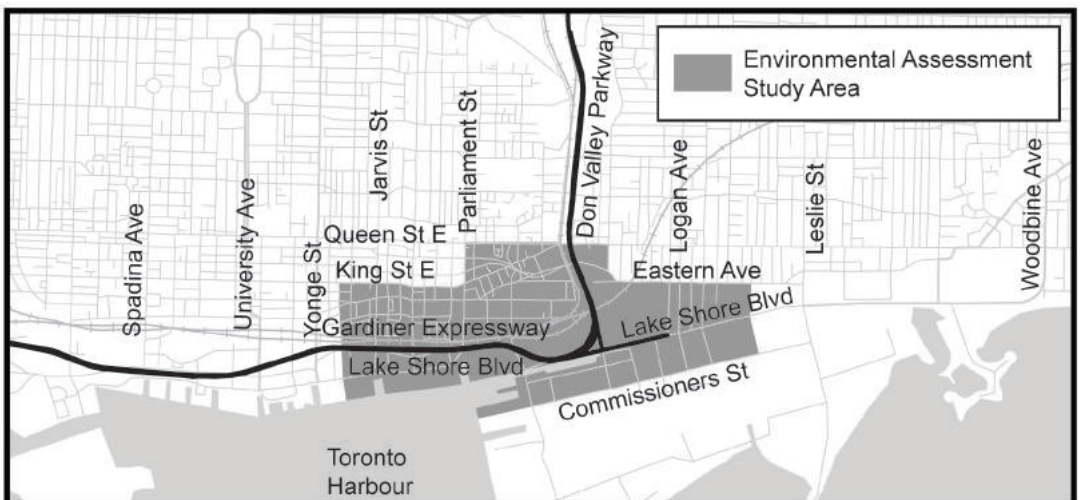 Environmental Assessment
Study Area
Spadina Ave
University Ave
Yonge St
Jarvis St
Parliament St
Don Valley Parkway
Logan Ave
Leslie St
Woodbine Ave
Queen St E
King St E
Eastern Ave
Gardiner Expressway
Lake Shore Blvd
Lake Shore Blvd
Commissioners St
Toronto
Harbour